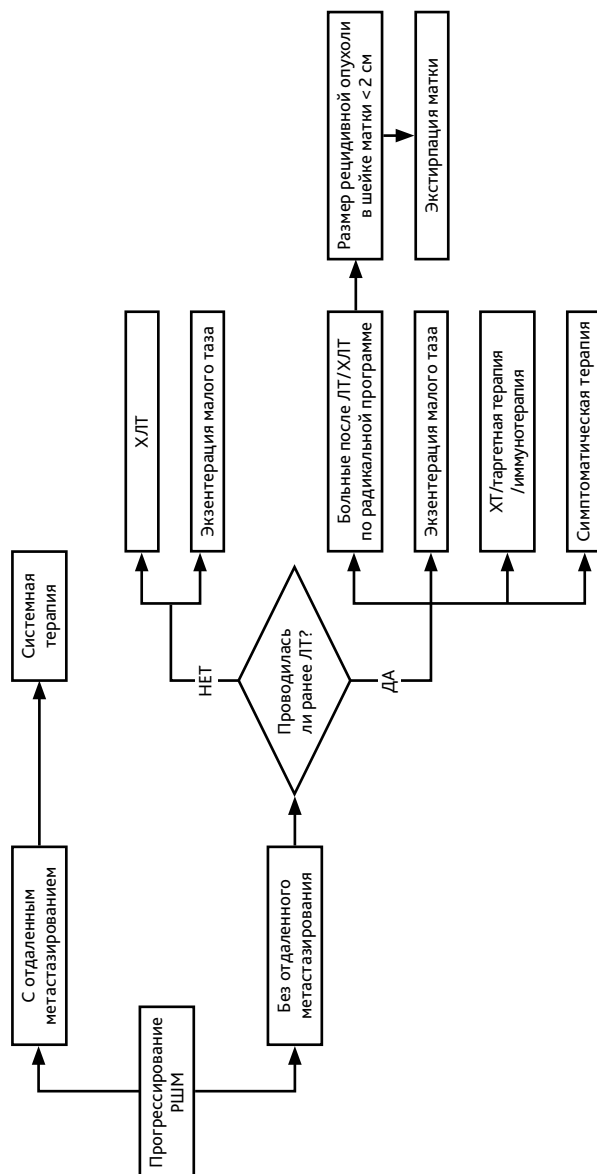 Прогрессирование
РШМ
С отдаленным
метастазированием
Системная
терапия
Без отдаленного
метастазирования
Проводилась
ли ранее ЛТ?
НЕТ
ХЛТ
Экзентерация малого таза
ДА
Больные после ЛТ/ХЛТ
по радикальной программе
Размер рецидивной опухоли
в шейке матки < 2 см
Экстирпация матки
Экзентерация малого таза
ХТ/таргетная терапия
/иммунотерапия
Симптоматическая терапия